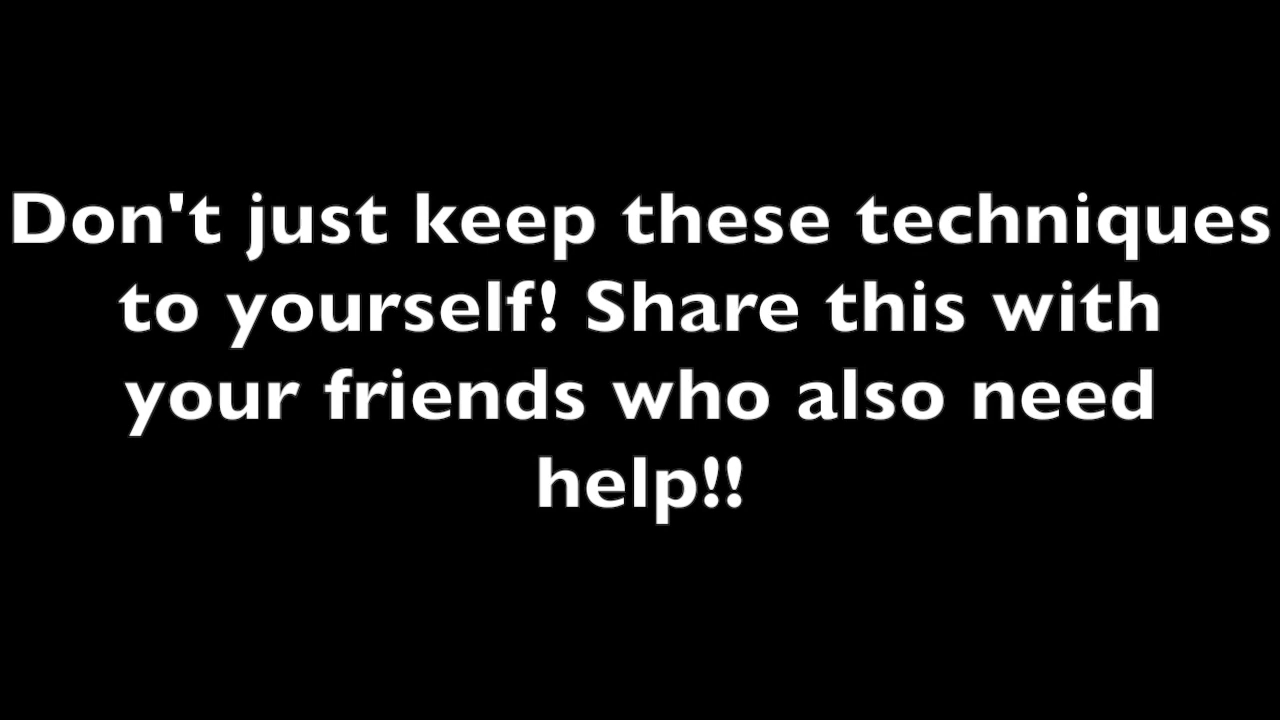 Don't just keep these techniques
to yourself! Share this with
your friends who also need
help!!